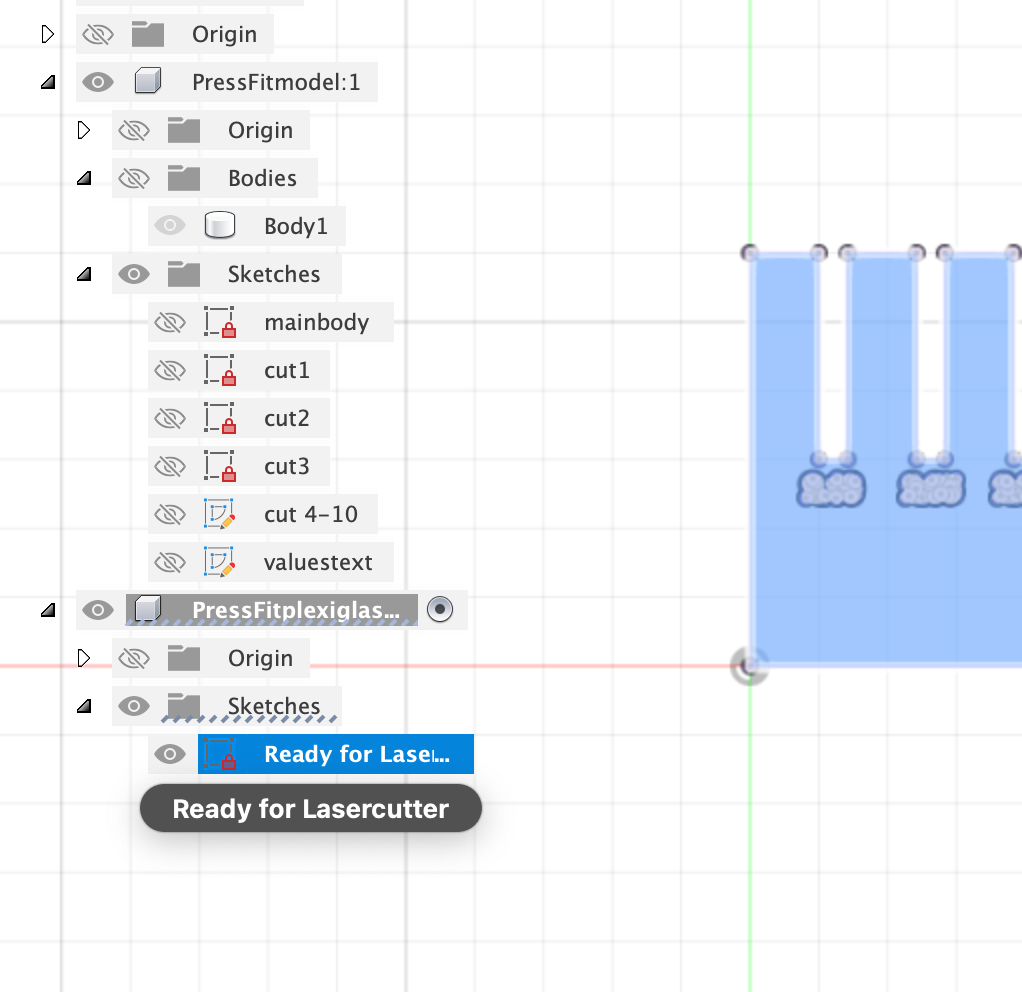 Origin
PressFitmodel:1
Origin
Bodies
Body1
Sketches
mainbody
cut1
cut2
cut3
cut 4-10
valuestext
PressFitplexiglas...
Origin
Sketches
Ready for Laser...
Ready for Lasercutter